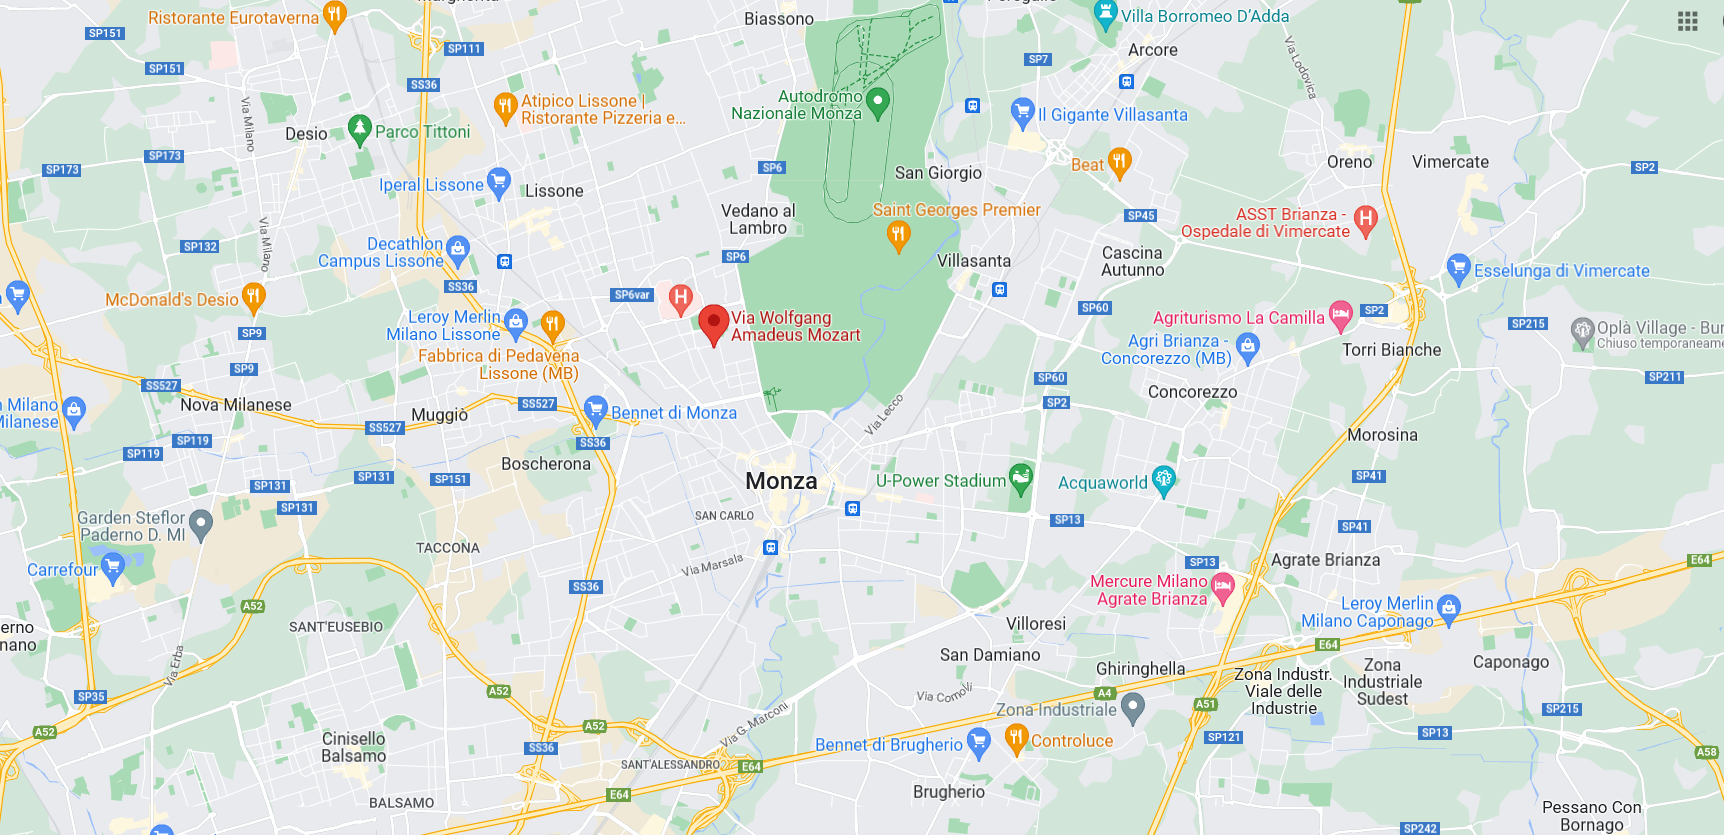 Ristorante Eurotaverna
Biassono
Villa Borromeo D'Adda
SP151
SP111
Arcore
SP7
SP151
SS36
Via Lodovica
Atipico Lissone |
Ristorante Pizzeria e...
Autodromo
Nazionale Monza
Il Gigante Villasanta
Via Milano
Desio
Parco Tittoni
SP173
SP173
SP6
Beat
Oreno
Vimercate
SP2
San Giorgio
Iperal Lissone
Lissone
Vedano al
Lambro
Saint Georges Premier
SP45
ASST Brianza -
Ospedale di Vimercate
Via Milano
SP132
Decathlon
Campus Lissone
SP6
Villasanta
Cascina
Autunno
Esselunga di Vimercate
SS36
SP6var
McDonald's Desio
SP9
Leroy Merlin
Milano Lissone
Via Wolfgang
Amadeus Mozart
SP60
Agriturismo La Camilla
SP2
SP215
Oplà Village - Bur
Chiuso temporaneame
Agri Brianza -
Concorezzo (MB)
Torri Bianche
Fabbrica di Pedavena
Lissone (MB)
SP9
SS527
SP60
SP211
Concorezzo
n Milano
Milanese
Nova Milanese
Muggiò
SS527
Bennet di Monza
SP2
Via Lecco
SS527
SP119
SP119
SS36
Morosina
Boscherona
SP131
SP131
SP151
SP131
Monza
U-Power Stadium
Acquaworld
SP41
SAN CARLO
SP13
SP41
Garden Steflor
Paderno D. MI
TACCONA
Carrefour
Via Marsala
SP13
Agrate Brianza
E64
SS36
Mercure Milano
Agrate Brianza
A52
Leroy Merlin
Milano Caponago
erno
nano
SANT'EUSEBIO
Villoresi
E64
Via Erba
San Damiano
Ghiringhella
Zona Industr.
Viale delle
Industrie
Zona
Industriale
Sudest
Caponago
SP35
A52
Via Comolli
A4
A51
Zona Industriale
SP215
A52
A52
Via G. Marconi
SP13
SP121
A58
Cinisello
Balsamo
SS36
Bennet di Brugherio
Controluce
SANT'ALESSANDRO
E64
E64
BALSAMO
Brugherio
Pessano Con
Bornago
SP242